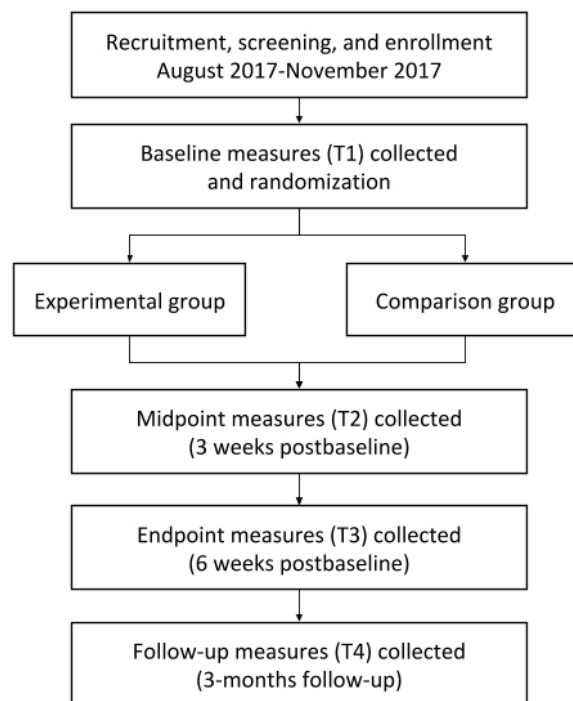 Recruitment, screening, and enrollment
August 2017-November 2017
Baseline measures (T1) collected
and randomization
Experimental group
Comparison group
Midpoint measures (T2) collected
(3 weeks postbaseline)
Endpoint measures (T3) collected
(6 weeks postbaseline)
Follow-up measures (T4) collected
(3-months follow-up)